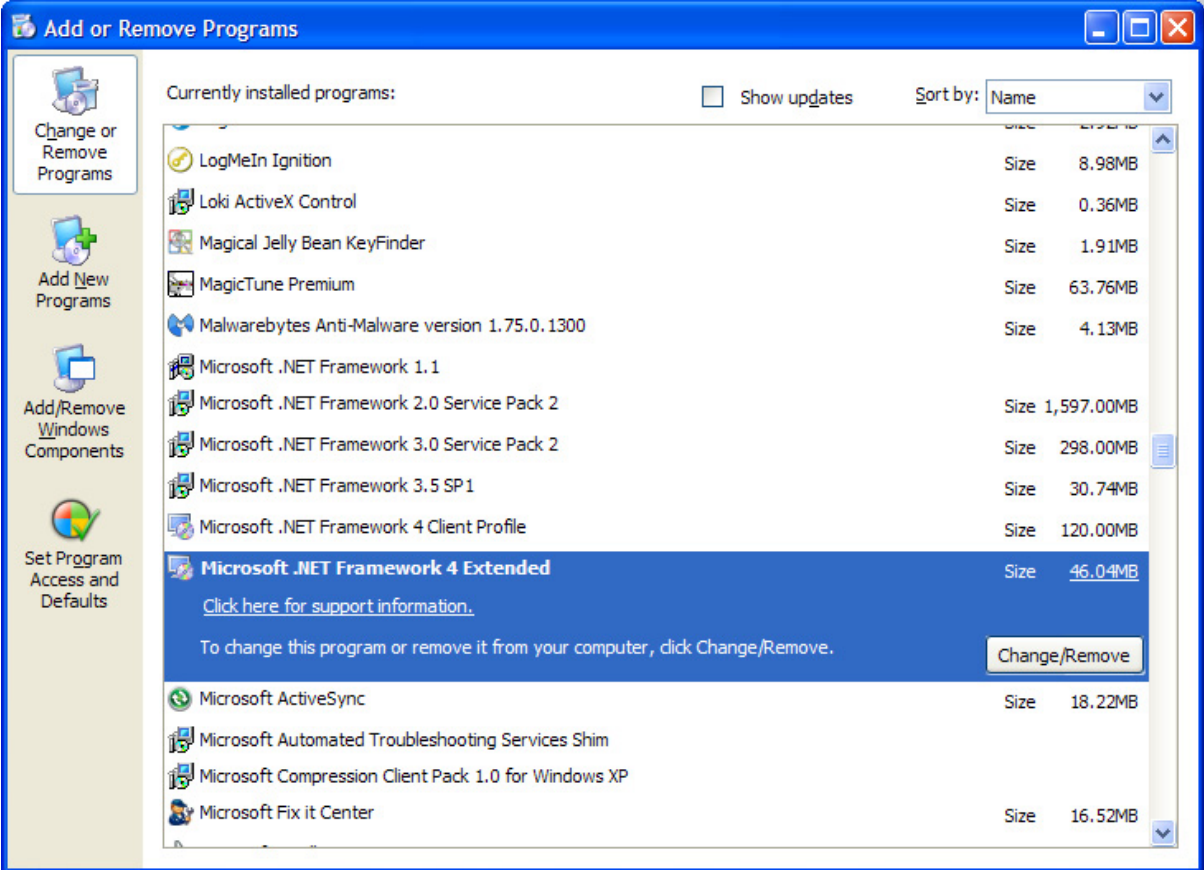 Add or Remove Programs
Change or
Remove
Programs
Add New
Programs
Add/Remove
Windows
Components
Set Program
Access and
Defaults
Currently installed programs:
Show updates
Sort by: Name
LogMeIn Ignition Size 8.98MB
Loki ActiveX Control Size 0.36MB
Magical Jelly Bean KeyFinder Size 1.91MB
MagicTune Premium Size 63.76MB
Malwarebytes Anti-Malware version 1.75.0.1300 Size 4.13MB
Microsoft .NET Framework 1.1
Microsoft .NET Framework 2.0 Service Pack 2 Size 1,597.00MB
Microsoft .NET Framework 3.0 Service Pack 2 Size 298.00MB
Microsoft .NET Framework 3.5 SP1 Size 30.74MB
Microsoft .NET Framework 4 Client Profile Size 120.00MB
Microsoft .NET Framework 4 Extended Size 46.04MB
Click here for support information.
To change this program or remove it from your computer, click Change/Remove.
Change/Remove
Microsoft ActiveSync Size 18.22MB
Microsoft Automated Troubleshooting Services Shim
Microsoft Compression Client Pack 1.0 for Windows XP
Microsoft Fix it Center Size 16.52MB